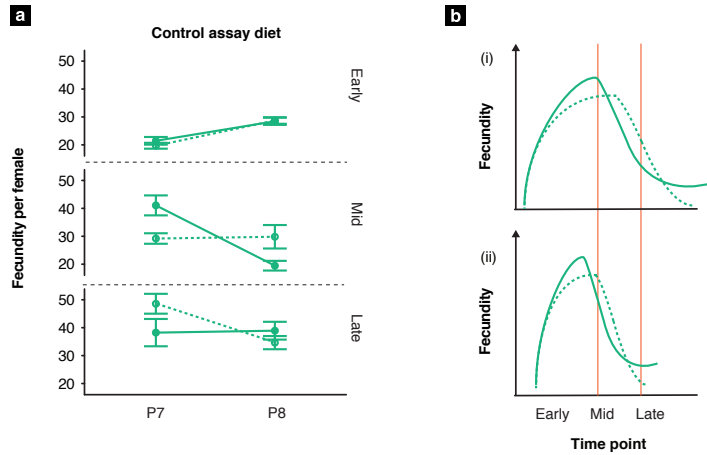 a
Control assay diet
Fecundity per female
50
40
30
20
Early
50
40
30
20
Mid
50
40
30
20
Late
P7
P8
b
(i)
Fecundity
(ii)
Fecundity
Early Mid Late
Time point